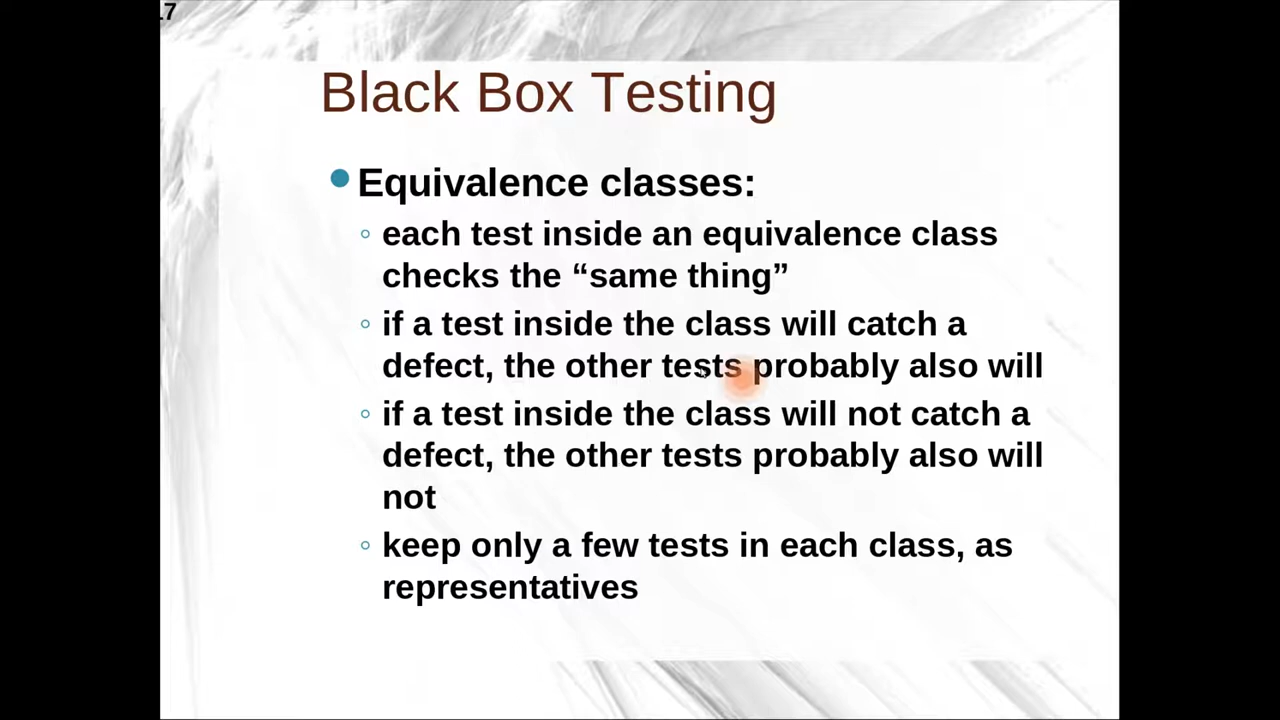 17
Black Box Testing
Equivalence classes:
each test inside an equivalence class
checks the “same thing”
if a test inside the class will catch a
defect, the other tests probably also will
if a test inside the class will not catch a
defect, the other tests probably also will
not
keep only a few tests in each class, as
representatives